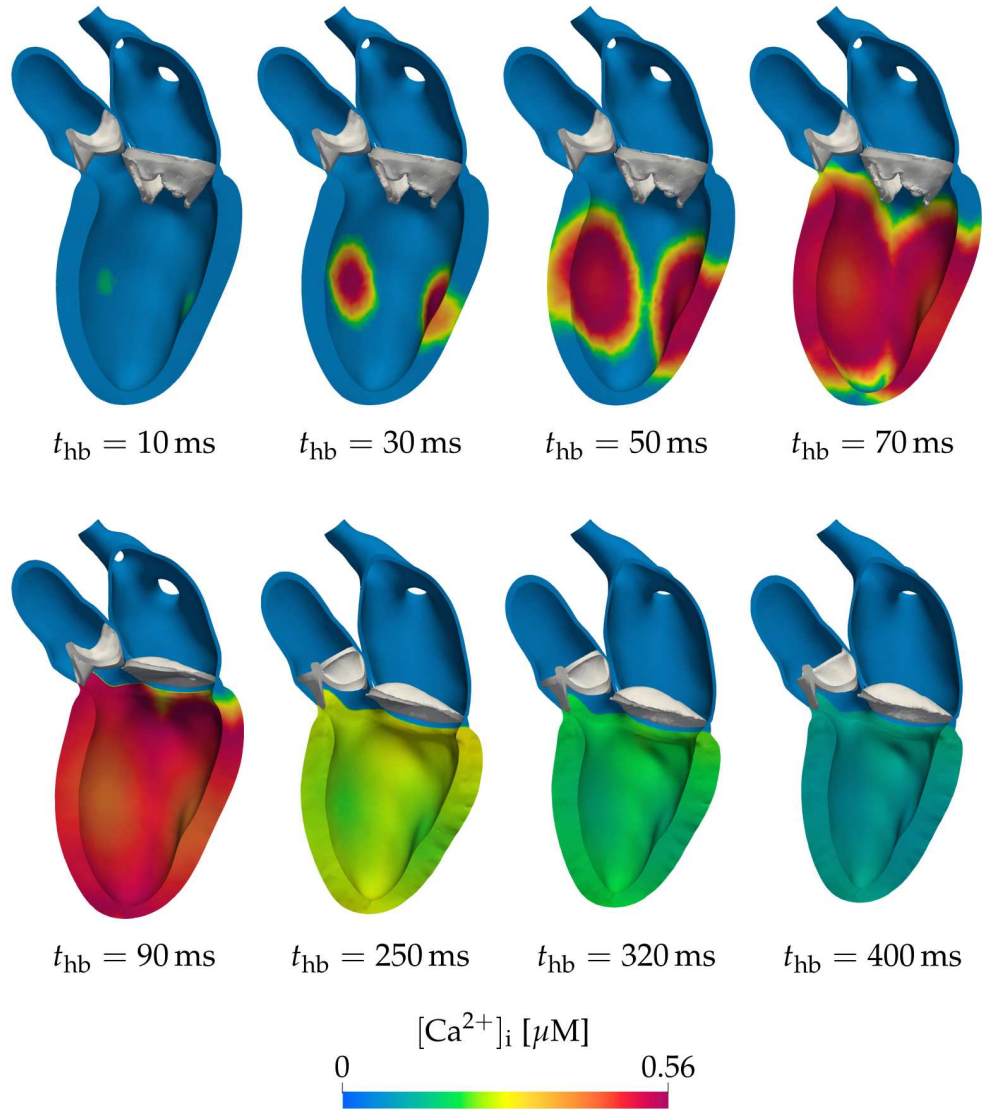 t_hb = 10 ms t_hb = 30 ms t_hb = 50 ms t_hb = 70 ms
t_hb = 90 ms t_hb = 250 ms t_hb = 320 ms t_hb = 400 ms
[Ca²⁺]ᵢ [μM]
0 0.56